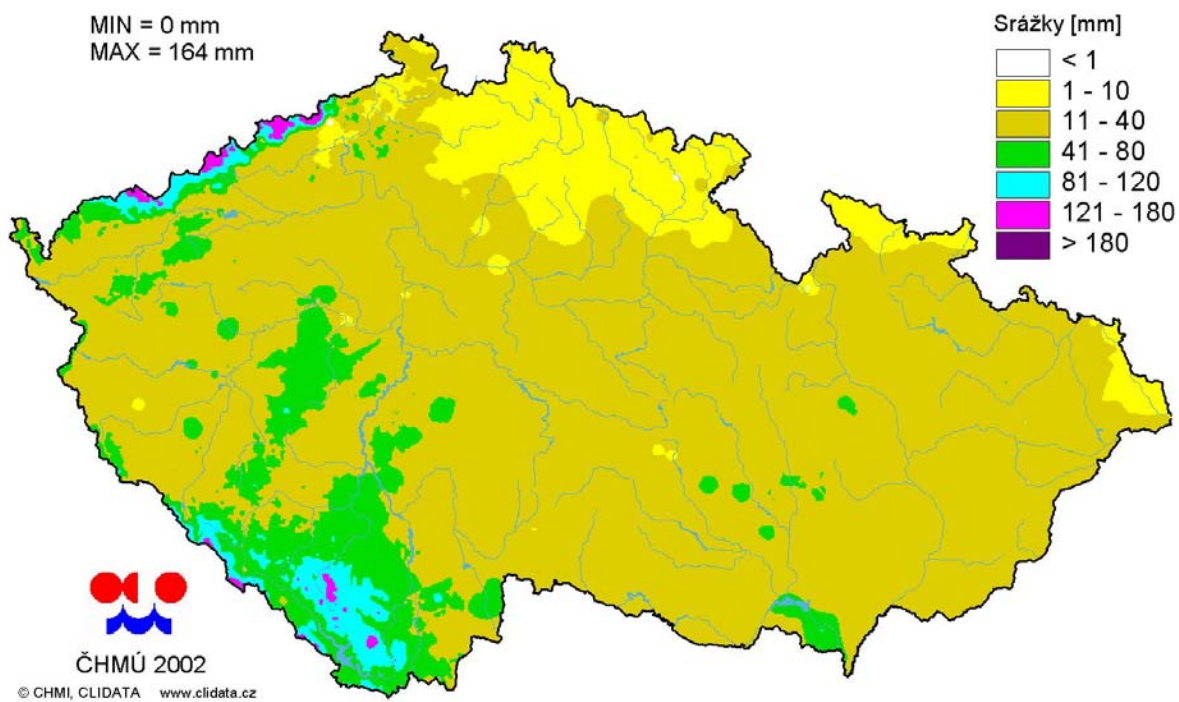 MIN = 0 mm
MAX = 164 mm
Srážky [mm]
< 1
1 - 10
11 - 40
41 - 80
81 - 120
121 - 180
> 180
ČHMÚ 2002
© CHMI, CLIDATA www.clidata.cz